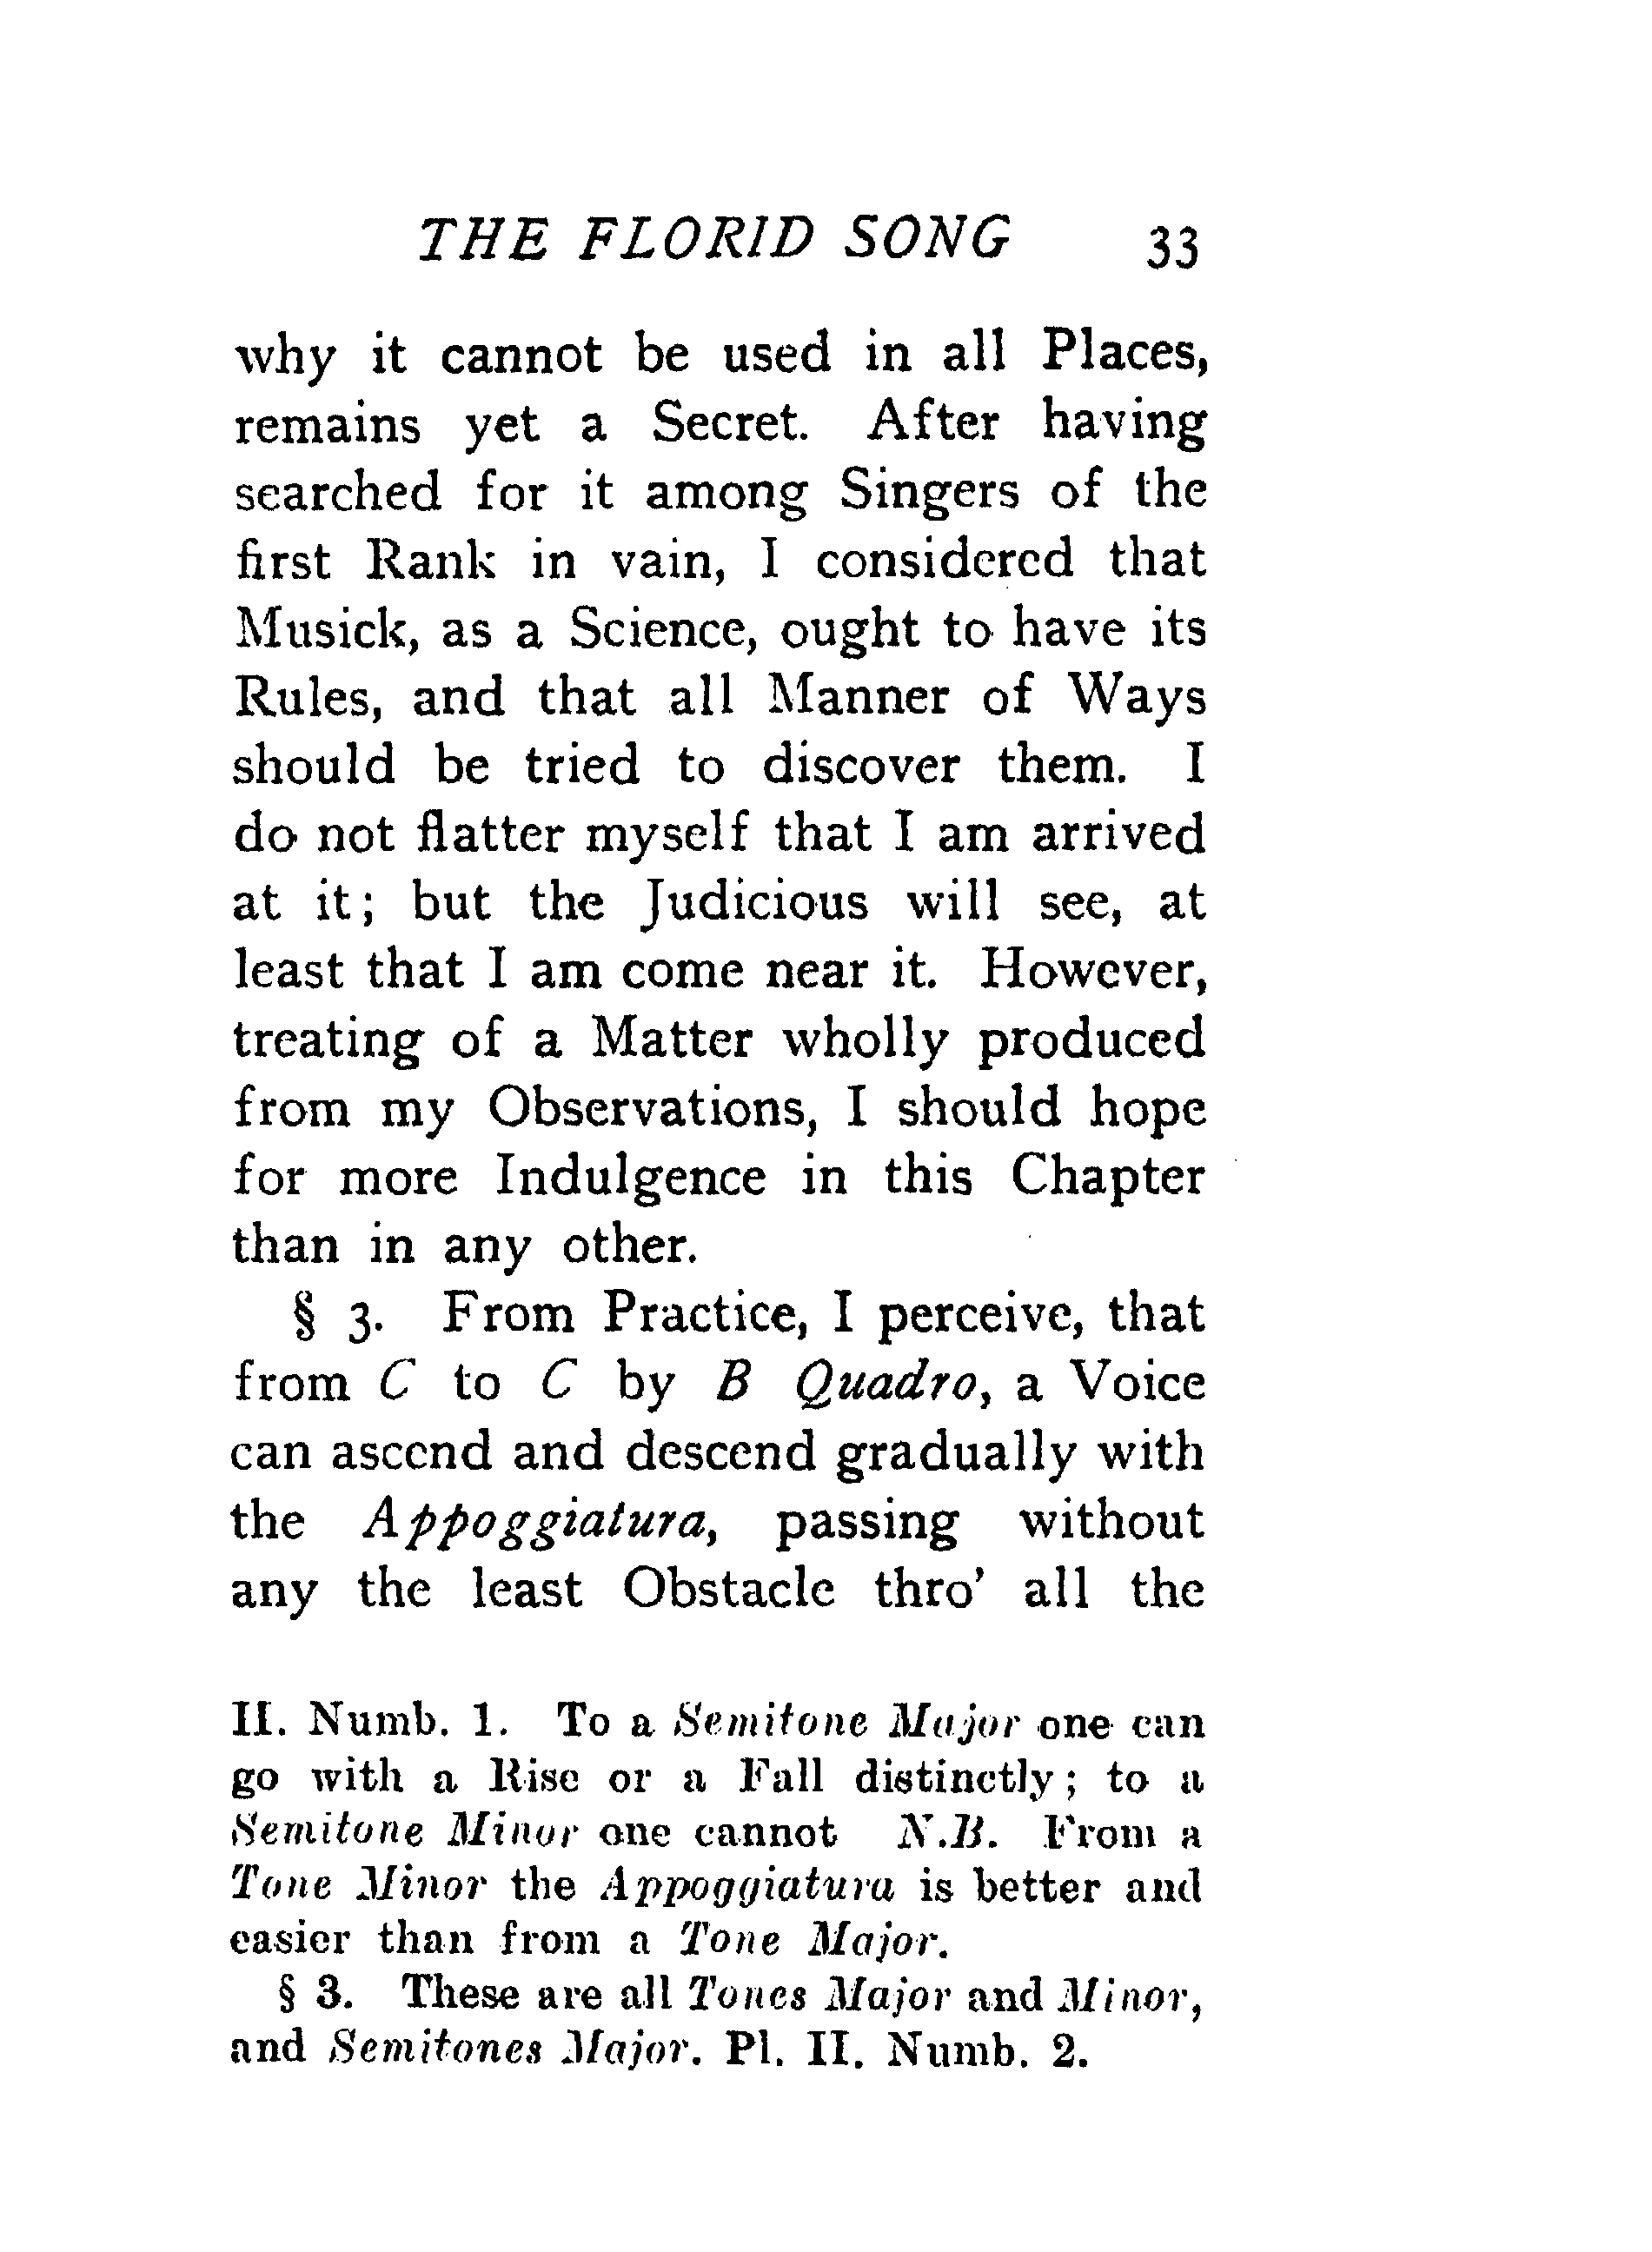 THE FLORID SONG 33
why it cannot be used in all Places,
remains yet a Secret. After having
searched for it among Singers of the
first Rank in vain, I considered that
Musick, as a Science, ought to have its
Rules, and that all Manner of Ways
should be tried to discover them. I
do not flatter myself that I am arrived
at it; but the Judicious will see, at
least that I am come near it. However,
treating of a Matter wholly produced
from my Observations, I should hope
for more Indulgence in this Chapter
than in any other.
§ 3. From Practice, I perceive, that
from C to C by B Quadro, a Voice
can ascend and descend gradually with
the Appoggiatura, passing without
any the least Obstacle thro' all the
II. Numb. 1. To a Semitone Major one can
go with a Rise or a Fall distinctly; to a
Semitone Minor one cannot N.B. From a
Tone Minor the Appoggiatura is better and
easier than from a Tone Major.
§ 3. These are all Tones Major and Minor,
and Semitones Major. Pl. II. Numb. 2.